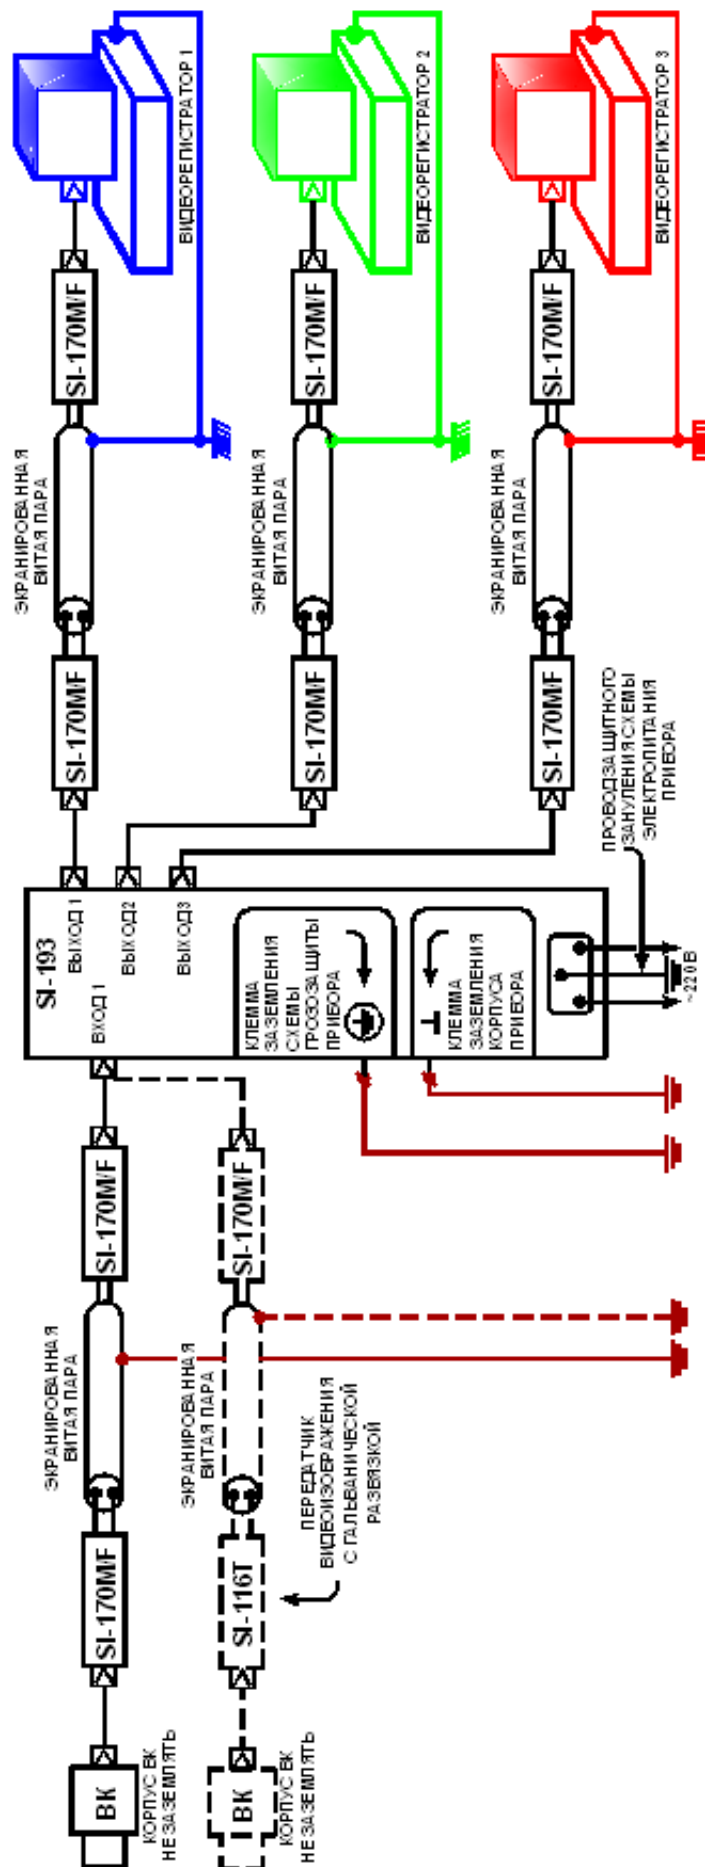 ВК
КОРПУС ВК
НЕ ЗАЗЕМЛЯТЬ
SI-170M/F
ЭКРАНИРОВАННАЯ
ВИТАЯ ПАРА
SI-170M/F
ВК
КОРПУС ВК
НЕ ЗАЗЕМЛЯТЬ
SI-116T
ЭКРАНИРОВАННАЯ
ВИТАЯ ПАРА
SI-170M/F
ПЕРЕДАТЧИК
ВИДЕОИЗОБРАЖЕНИЯ
С ГАЛЬВАНИЧЕСКОЙ
РАЗВЯЗКОЙ
SI-193
ВХОД 1
ВЫХОД 1
ВЫХОД2
ВЫХОД3
КЛЕММА
ЗАЗЕМЛЕНИЯ
СХЕМЫ
ГРОЗОЗАЩИТЫ
ПРИБОРА
КЛЕММА
ЗАЗЕМЛЕНИЯ
КОРПУСА
ПРИБОРА
~220В
ПРОВОД ЗАЩИТНОГО
ЗАНУЛЕНИЯ СХЕМЫ
ЭЛЕКТРОПИТАНИЯ
ПРИБОРА
SI-170M/F
ЭКРАНИРОВАННАЯ
ВИТАЯ ПАРА
SI-170M/F
ВИДЕОРЕГИСТРАТОР 1
SI-170M/F
ЭКРАНИРОВАННАЯ
ВИТАЯ ПАРА
SI-170M/F
ВИДЕОРЕГИСТРАТОР 2
SI-170M/F
ЭКРАНИРОВАННАЯ
ВИТАЯ ПАРА
SI-170M/F
ВИДЕОРЕГИСТРАТОР 3